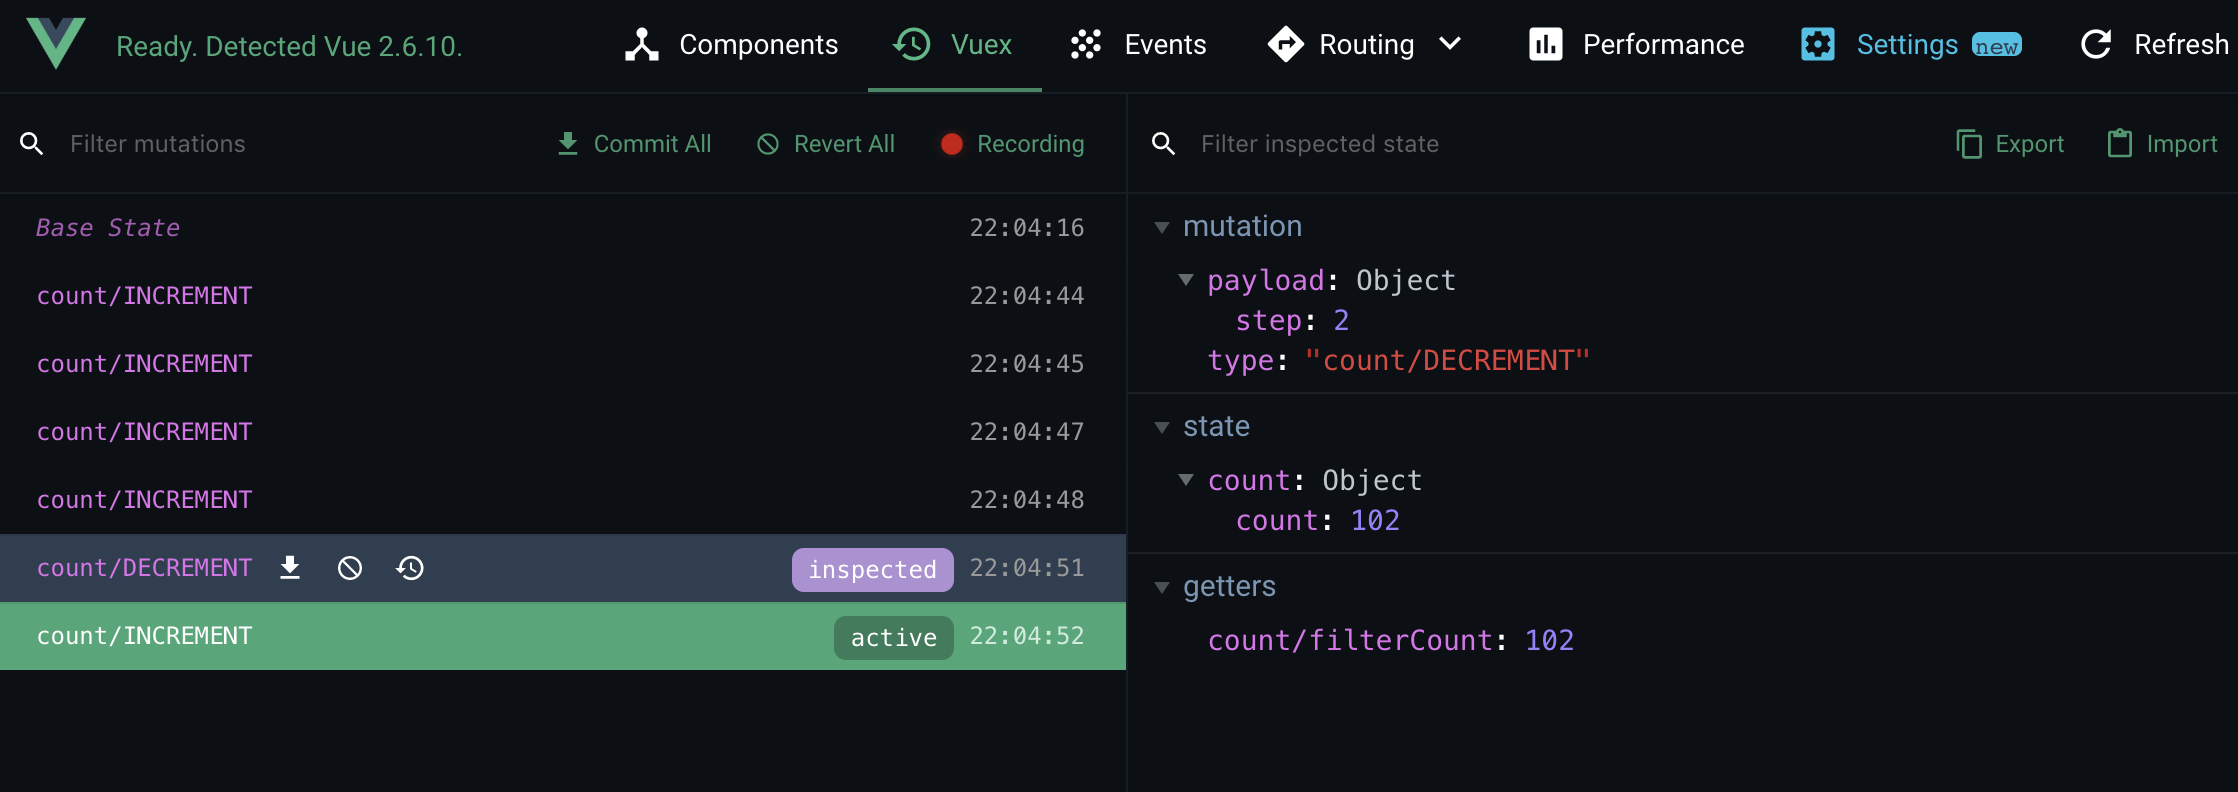 Ready. Detected Vue 2.6.10. Components Vuex Events Routing Performance Settings new Refresh
Filter mutations Commit All Revert All Recording
Base State 22:04:16
count/INCREMENT 22:04:44
count/INCREMENT 22:04:45
count/INCREMENT 22:04:47
count/INCREMENT 22:04:48
count/DECREMENT inspected 22:04:51
count/INCREMENT active 22:04:52
Filter inspected state Export Import
mutation
payload: Object
step: 2
type: "count/DECREMENT"
state
count: Object
count: 102
getters
count/filterCount: 102